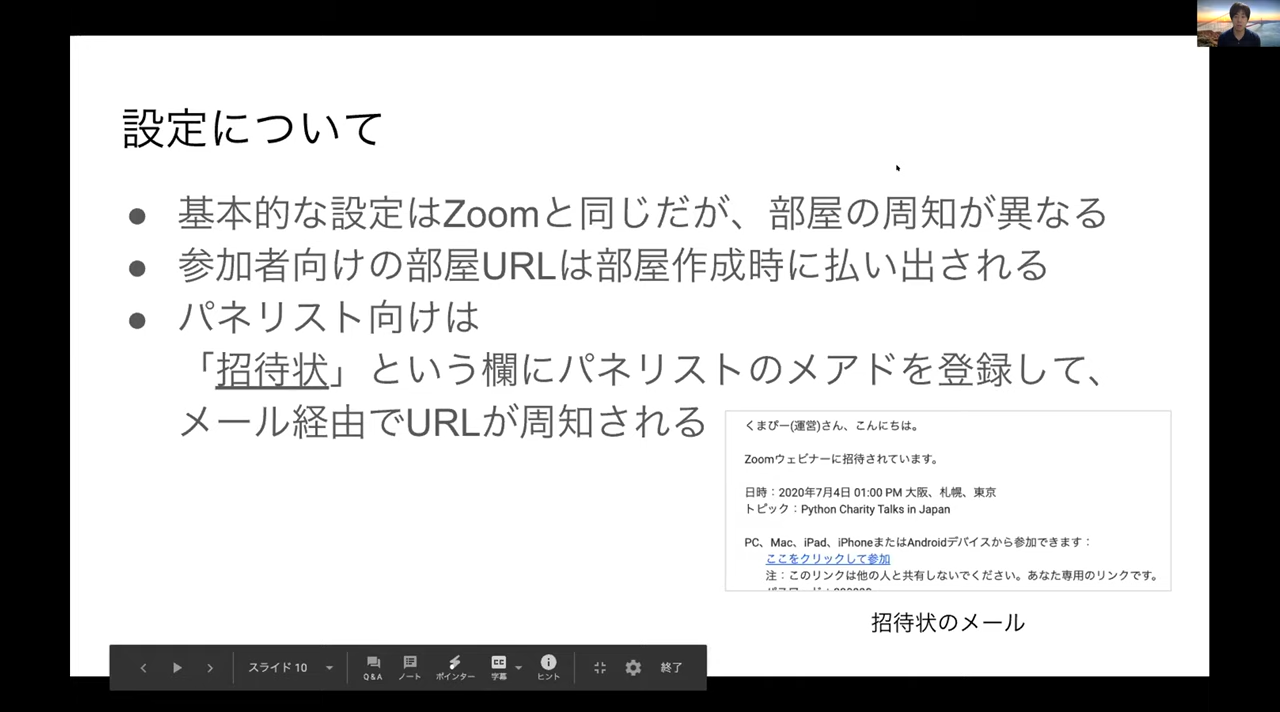 設定について
● 基本的な設定はZoomと同じだが、部屋の周知が異なる
● 参加者向けの部屋URLは部屋作成時に払い出される
● パネリスト向けは
「招待状」という欄にパネリストのメアドを登録して、
メール経由でURLが周知される
くまぴー(運営)さん、こんにちは。
Zoomウェビナーに招待されています。
日時：2020年7月4日 01:00 PM 大阪、札幌、東京
トピック：Python Charity Talks in Japan
PC、Mac、iPad、iPhoneまたはAndroidデバイスから参加できます：
ここをクリックして参加
注：このリンクは他の人と共有しないでください。あなた専用のリンクです。
招待状のメール
スライド 10
Q&A
ノート
ポインター
CC
字幕
ヒント
終了